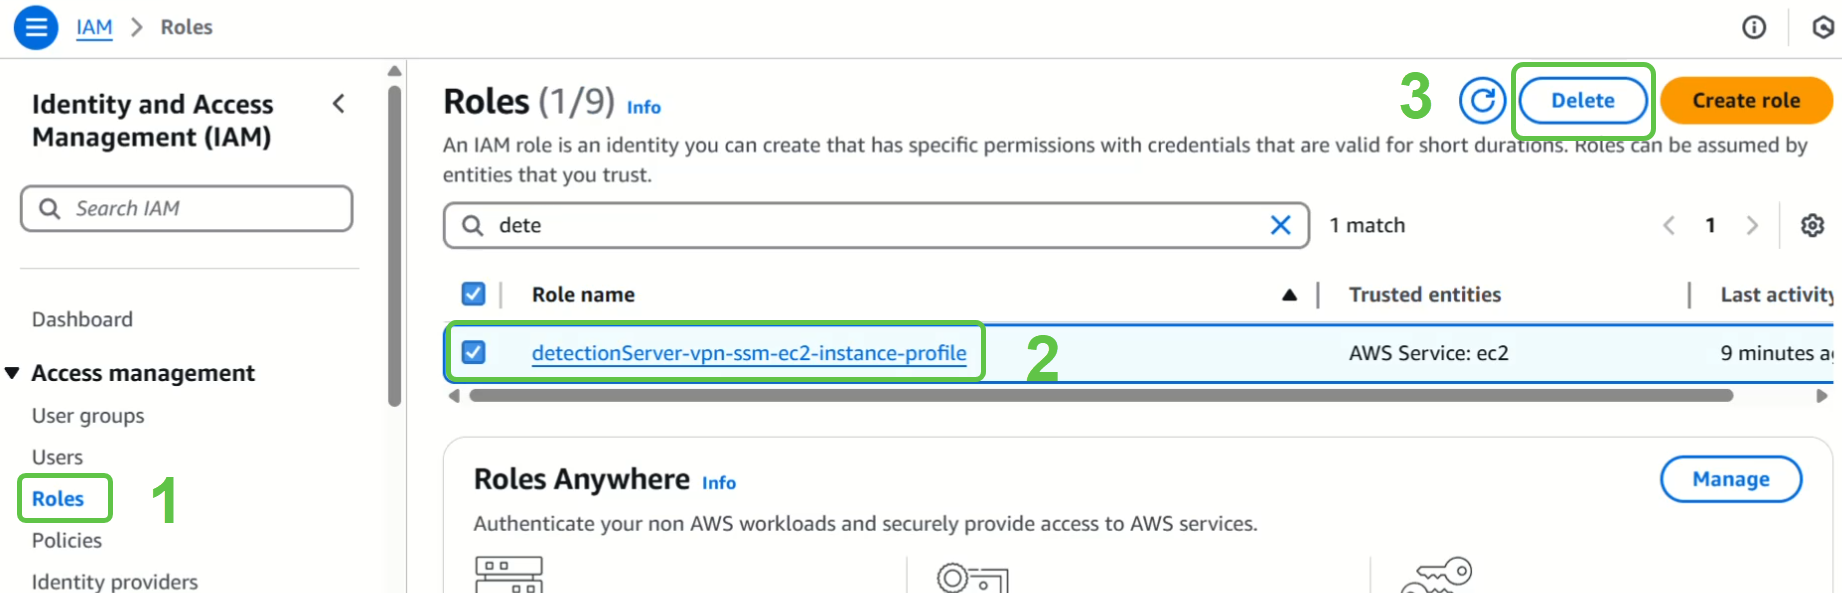 IAM > Roles
Identity and Access
Management (IAM)
Search IAM
Dashboard
Access management
User groups
Users
Roles 1
Policies
Identity providers
Roles (1/9) Info
3 Delete Create role
An IAM role is an identity you can create that has specific permissions with credentials that are valid for short durations. Roles can be assumed by
entities that you trust.
dete 1 match 1
Role name Trusted entities Last activity
detectionServer-vpn-ssm-ec2-instance-profile 2 AWS Service: ec2 9 minutes
Roles Anywhere Info Manage
Authenticate your non AWS workloads and securely provide access to AWS services.